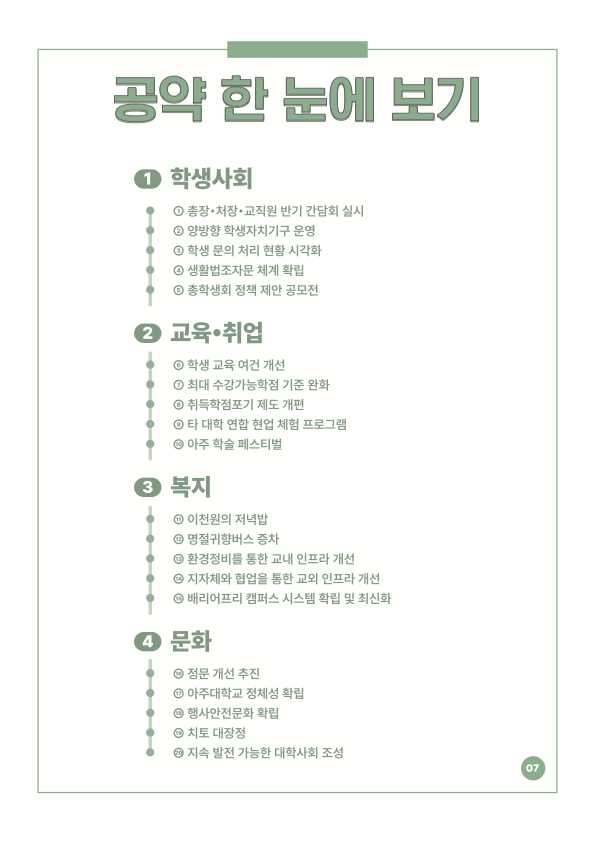 공약 한 눈에 보기
1 학생사회
① 총장•처장•교직원 반기 간담회 실시
② 양방향 학생자치기구 운영
③ 학생 문의 처리 현황 시각화
④ 생활법조자문 체계 확립
⑤ 총학생회 정책 제안 공모전
2 교육•취업
⑥ 학생 교육 여건 개선
⑦ 최대 수강가능학점 기준 완화
⑧ 취득학점포기 제도 개편
⑨ 타 대학 연합 현업 체험 프로그램
⑩ 아주 학술 페스티벌
3 복지
⑪ 이천원의 저녁밥
⑫ 명절귀향버스 증차
⑬ 환경정비를 통한 교내 인프라 개선
⑭ 지자체와 협업을 통한 교외 인프라 개선
⑮ 배리어프리 캠퍼스 시스템 확립 및 최신화
4 문화
⑯ 정문 개선 추진
⑰ 아주대학교 정체성 확립
⑱ 행사안전문화 확립
⑲ 치토 대장정
⑳ 지속 발전 가능한 대학사회 조성
07